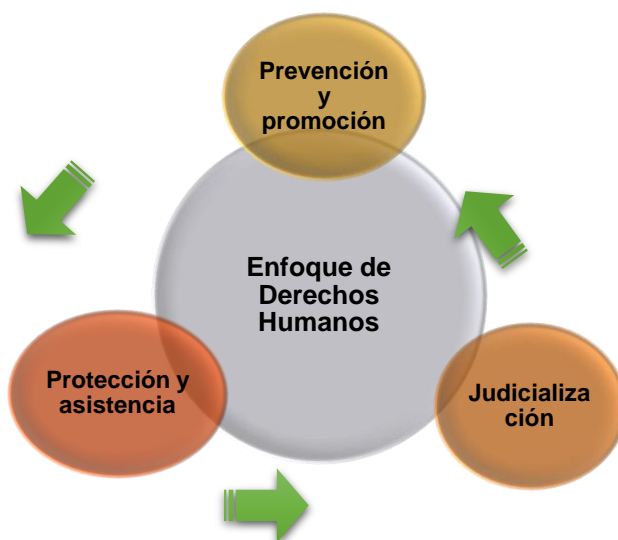 Prevención
y
promoción
Enfoque de
Derechos
Humanos
Protección y
asistencia
Judicializa
ción